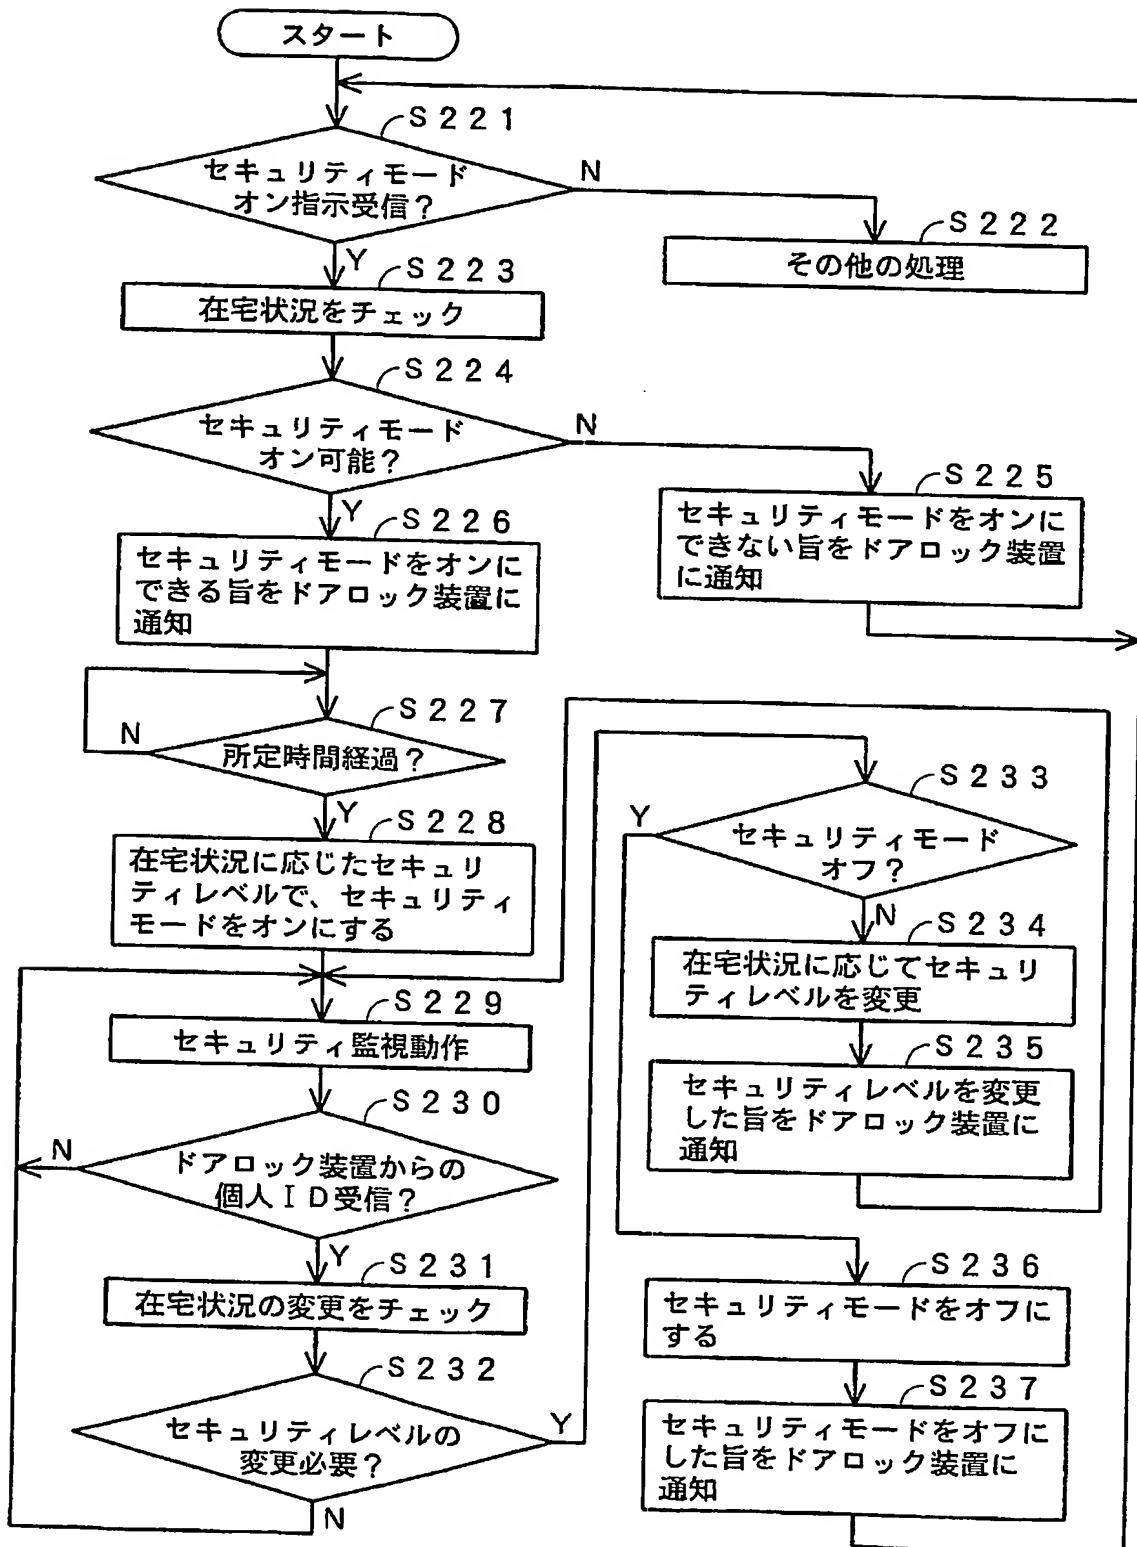 スタート
S221
セキュリティモード
オン指示受信？
N
Y
S222
その他の処理
S223
在宅状況をチェック
S224
セキュリティモード
オン可能？
N
Y
S225
セキュリティモードをオンに
できない旨をドアロック装置
に通知
S226
セキュリティモードをオンに
できる旨をドアロック装置に
通知
S227
所定時間経過？
N
Y
S228
在宅状況に応じたセキュリ
ティレベルで、セキュリティ
モードをオンにする
S229
セキュリティ監視動作
S230
ドアロック装置からの
個人ＩＤ受信？
N
Y
S231
在宅状況の変更をチェック
S232
セキュリティレベルの
変更必要？
Y
N
S233
セキュリティモード
オフ？
Y
N
S234
在宅状況に応じてセキュリ
ティレベルを変更
S235
セキュリティレベルを変更
した旨をドアロック装置に
通知
S236
セキュリティモードをオフに
する
S237
セキュリティモードをオフに
した旨をドアロック装置に
通知